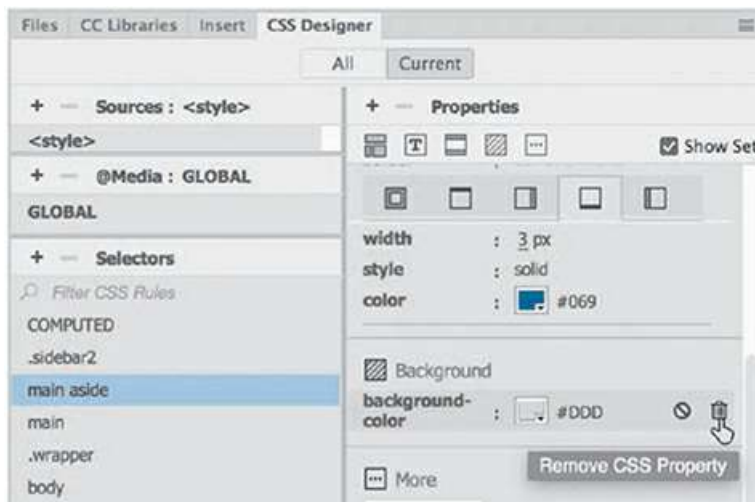 Files CC Libraries Insert CSS Designer
All Current
+ — Sources : <style>
<style>
+ — @Media : GLOBAL
GLOBAL
+ — Selectors
Filter CSS Rules
COMPUTED
.sidebar2
main aside
main
.wrapper
body
+ — Properties
T Show Set
width : 3 px
style : solid
color : #069
Background
background-
color : #DDD
Remove CSS Property
More